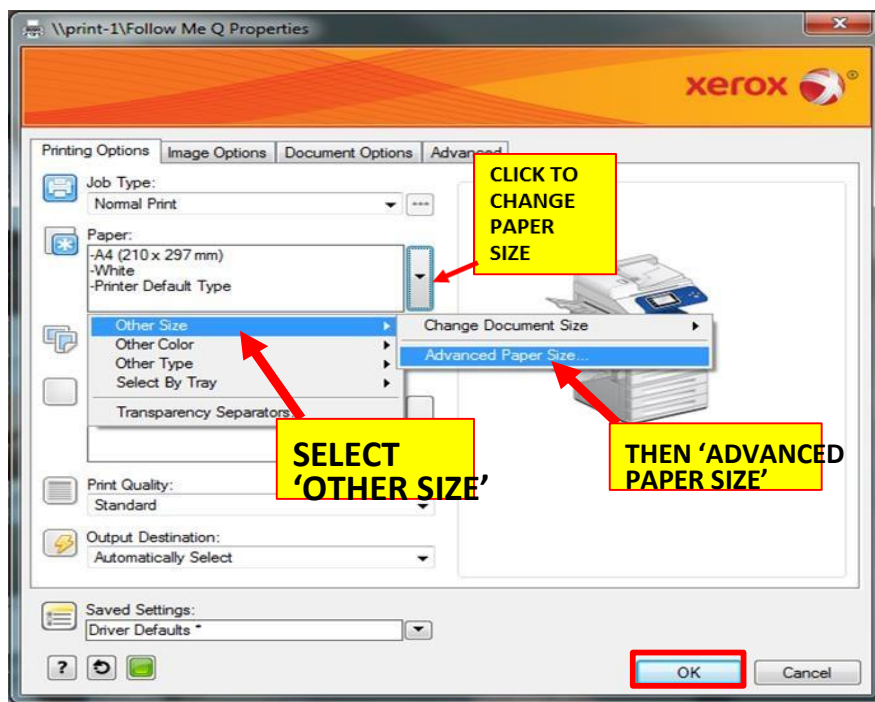 \\print-1\Follow Me Q Properties
xerox
Printing Options Image Options Document Options Advanced
CLICK TO
CHANGE
PAPER
SIZE
Job Type:
Normal Print
Paper:
-A4 (210 x 297 mm)
-White
-Printer Default Type
Other Size
Change Document Size
Other Color
Advanced Paper Size...
Other Type
Select By Tray
Transparency Separators
SELECT
'OTHER SIZE'
THEN 'ADVANCED
PAPER SIZE'
Print Quality:
Standard
Output Destination:
Automatically Select
Saved Settings:
Driver Defaults *
?
OK Cancel